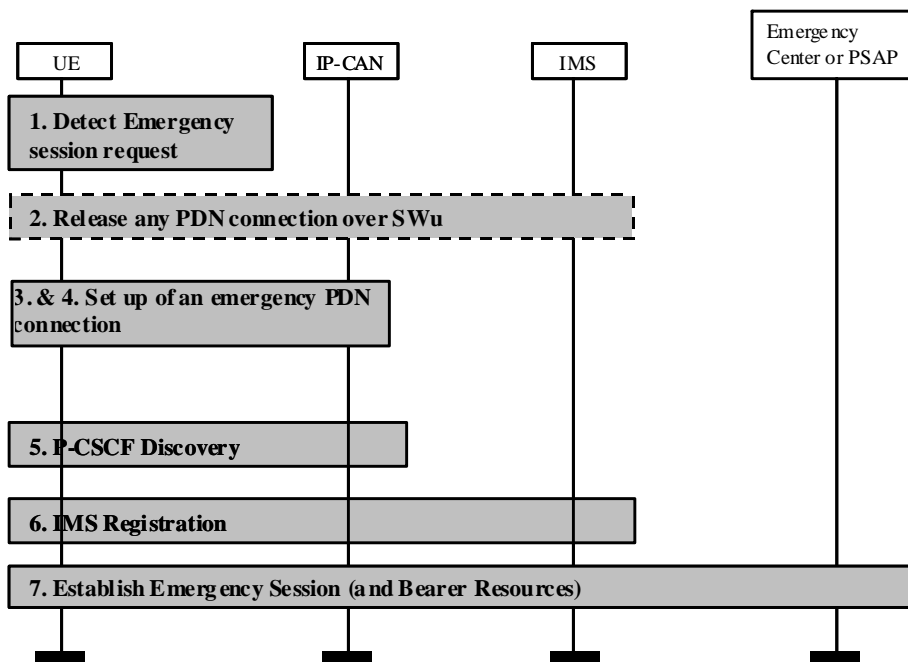 UE
IP-CAN
IMS
Emergency
Center or PSAP
1. Detect Emergency
session request
2. Release any PDN connection over SWu
3. & 4. Set up of an emergency PDN
connection
5. P-CSCF Discovery
6. IMS Registration
7. Establish Emergency Session (and Bearer Resources)